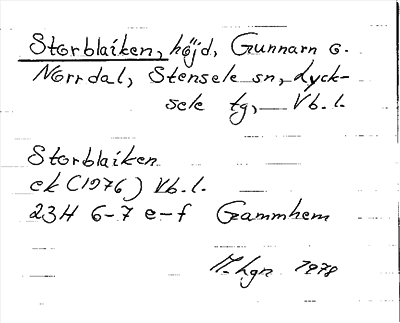 Storblaiken, höjd, Gunnarn o.
Norrdal, Stensele sn, Lyck-
sele tg, Vb. l.
Storblaiken
ek (1976) Vb. l.
23H 6-7 e-f Gammhem
M. hgn 1978